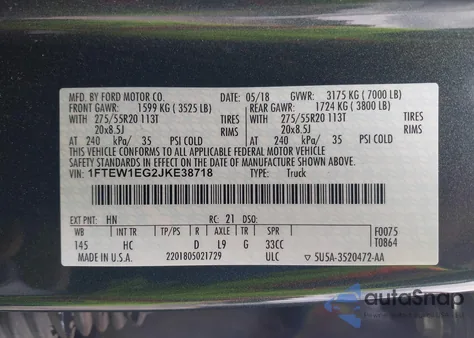 MFD. BY FORD MOTOR CO. 05/18 GVWR: 3175 KG ( 7000 LB)
FRONT GAWR: 1599 KG ( 3525 LB) REAR GAWR: 1724 KG ( 3800 LB)
WITH 275/55R20 113T TIRES WITH 275/55R20 113T TIRES
20x8.5J RIMS 20x8.5J RIMS
AT 240 kPa/ 35 PSI COLD AT 240 kPa/ 35 PSI COLD
THIS VEHICLE CONFORMS TO ALL APPLICABLE FEDERAL MOTOR VEHICLE
SAFETY STANDARDS IN EFFECT ON THE DATE OF MANUFACTURE SHOWN ABOVE.
VIN: 1FTEW1EG2JKE38718 TYPE: Truck
EXT PNT: HN RC: 21 DSO: F0075
WB INT TR TP/PS R AXLE TR SPR T0864
145 HC D L9 G 33CC
MADE IN U.S.A. 2201805021729 ULC 5U5A-3520472-AA
autoSnap